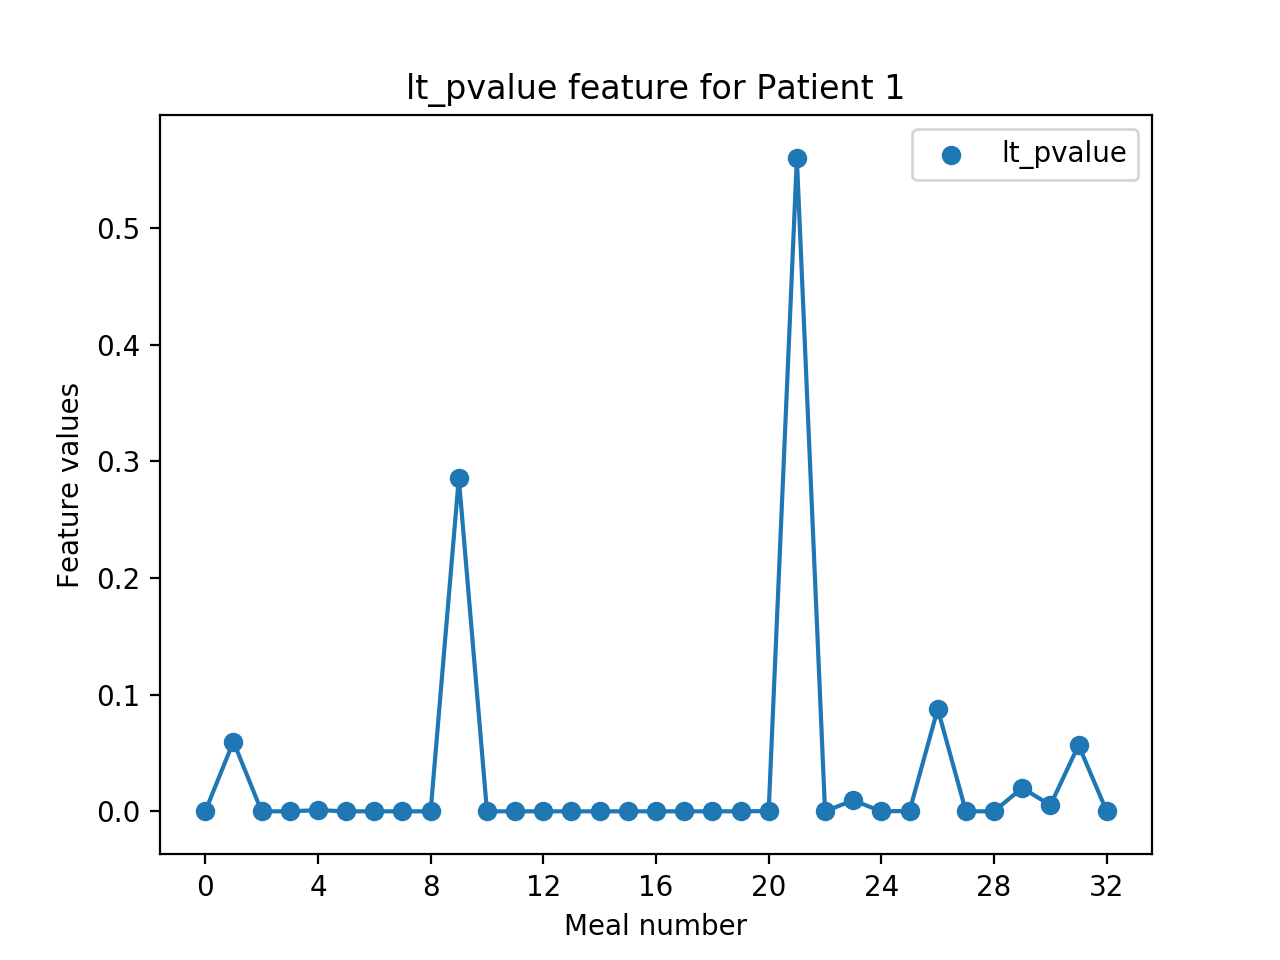 lt_pvalue feature for Patient 1
lt_pvalue
Feature values
0.5
0.4
0.3
0.2
0.1
0.0
0 4 8 12 16 20 24 28 32
Meal number